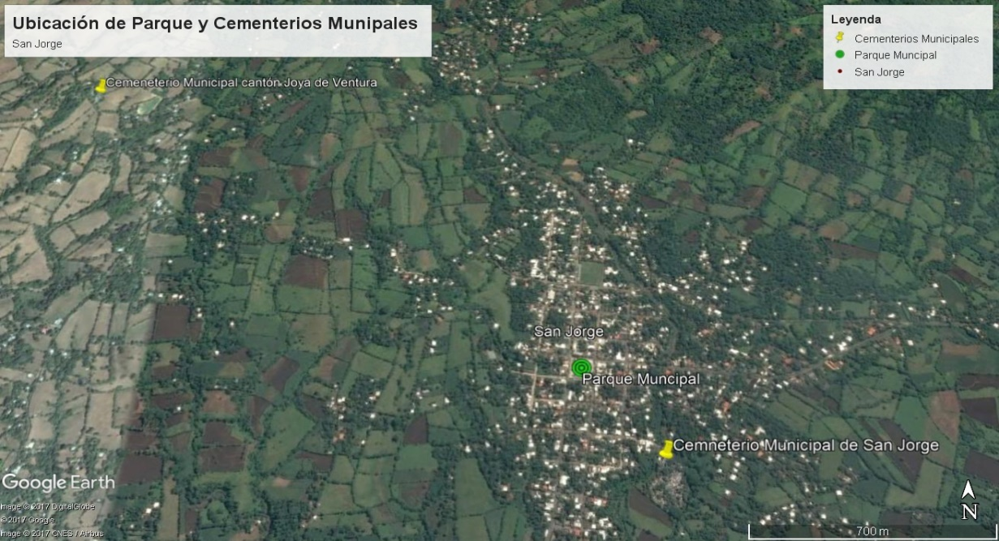 Ubicación de Parque y Cementerios Munipales
San Jorge
Leyenda
Cementerios Municipales
Parque Muncipal
San Jorge
Cemeneterio Municipal cantón Joya de Ventura
San Jorge
Parque Muncipal
Cemneterio Municipal de San Jorge
Google Earth
Image © 2017 DigitalGlobe
© 2017 Google
Image © 2017 CNES / Airbus
N
700 m